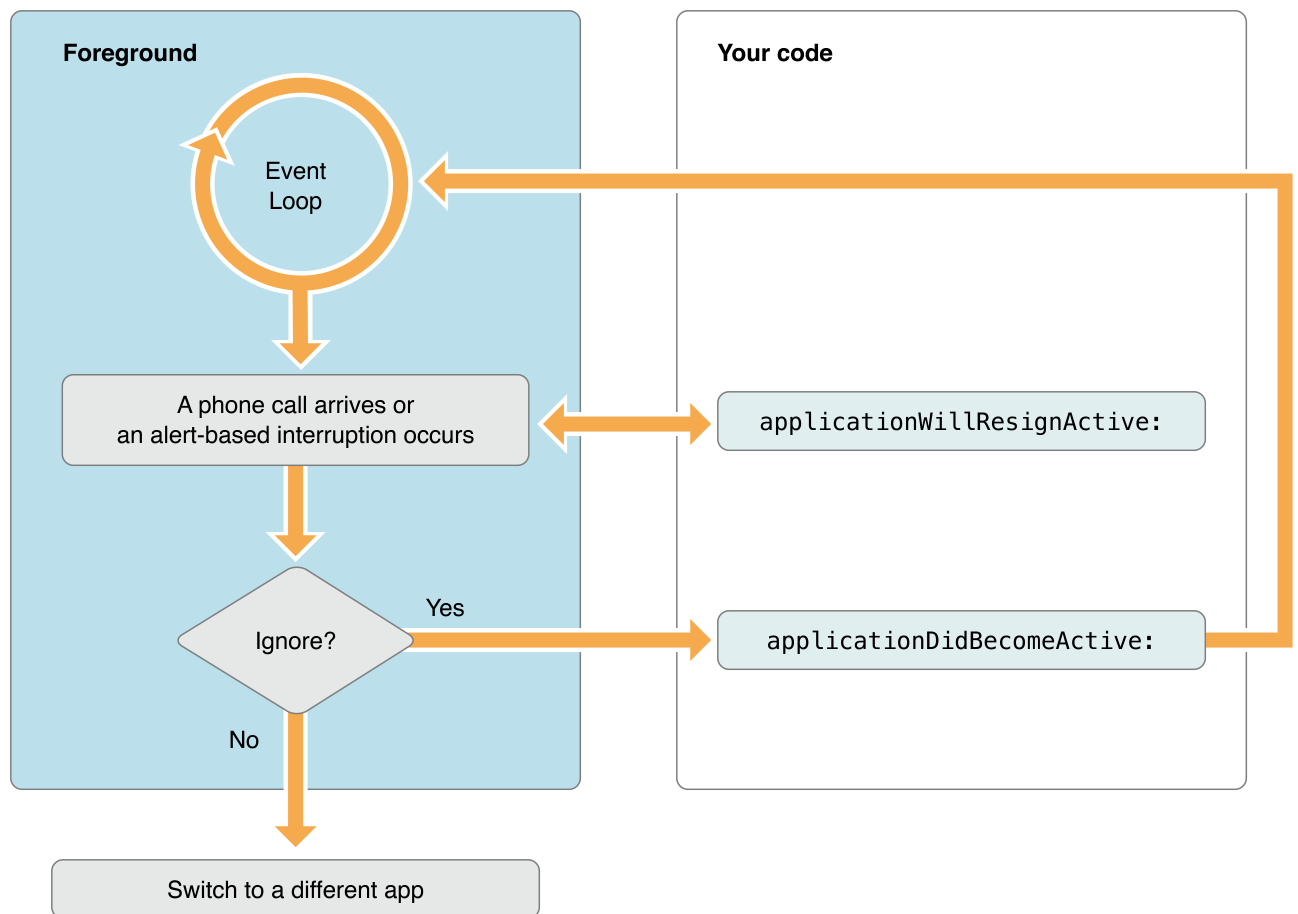 Foreground
Your code
Event
Loop
A phone call arrives or
an alert-based interruption occurs
applicationWillResignActive:
Yes
Ignore?
applicationDidBecomeActive:
No
Switch to a different app